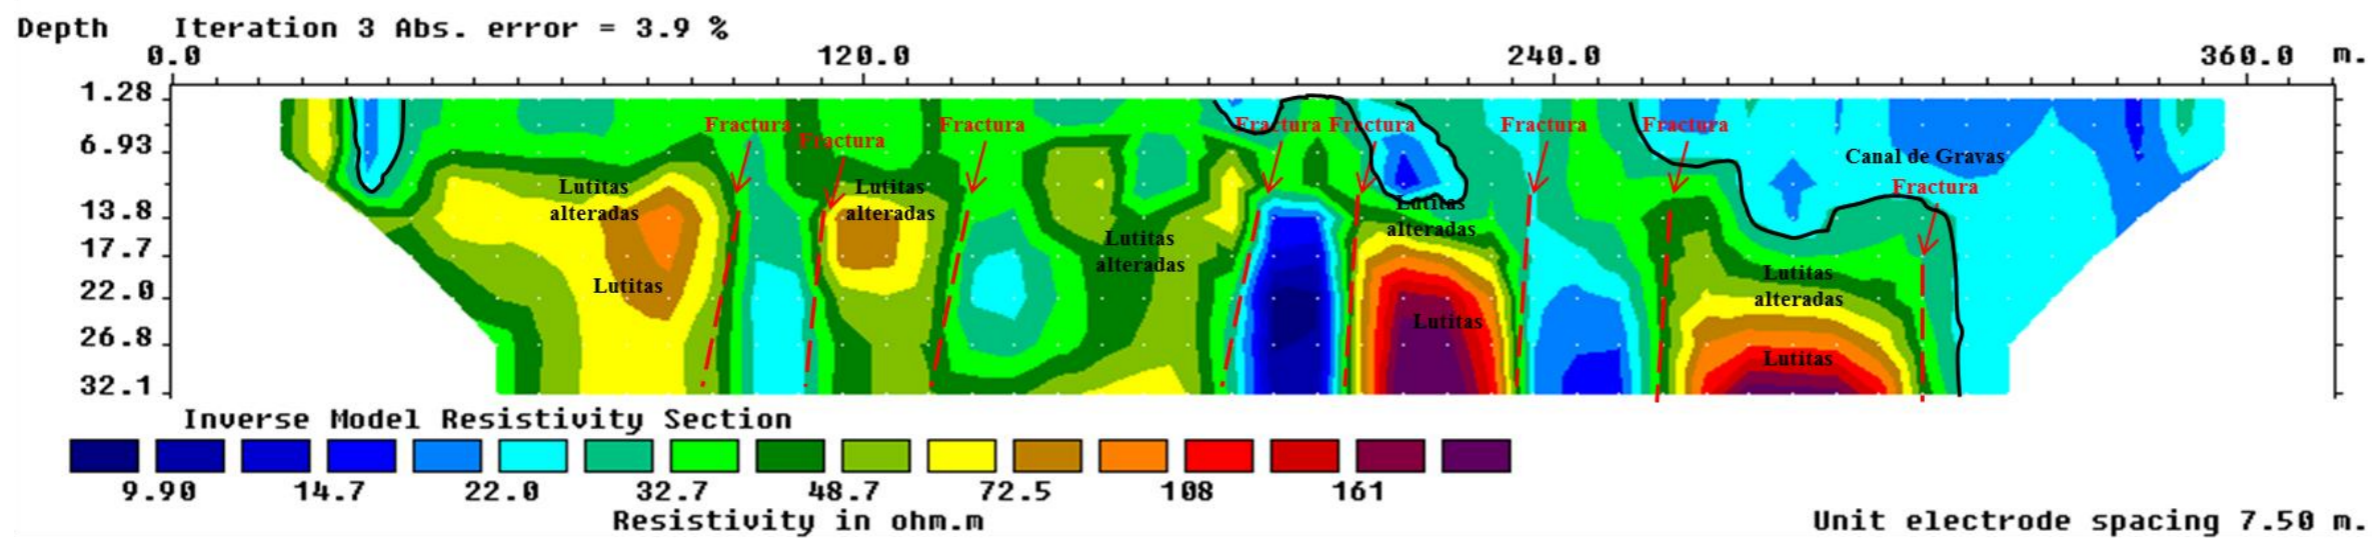 Depth Iteration 3 Abs. error = 3.9 %
0.0 120.0 240.0 360.0 m.
1.28
6.93
13.8
17.7
22.0
26.8
32.1
Fractura Fractura Fractura Fractura Fractura Fractura
Fractura
Canal de Gravas
Fractura
Lutitas
alteradas
Lutitas
alteradas
Lutitas
alteradas
Lutitas
alteradas
Lutitas
alteradas
Lutitas
Lutitas
Lutitas
Inverse Model Resistivity Section
9.90 14.7 22.0 32.7 48.7 72.5 108 161
Resistivity in ohm.m
Unit electrode spacing 7.50 m.